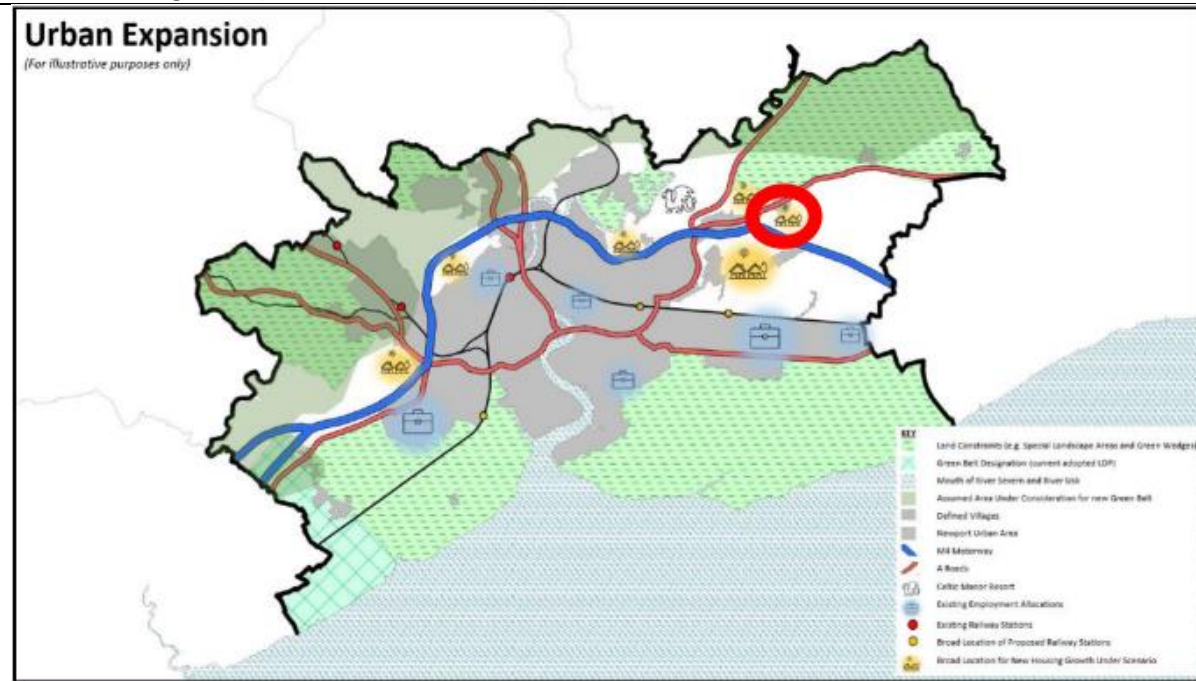 Urban Expansion
(For illustrative purposes only)
KEY
Land Constraints (e.g. Special Landscape Areas and Green Wedges)
Green Belt Designation (current adopted LDP)
Mouth of River Severn and River Usk
Assumed Area Under Consideration for new Green Belt
Defined Villages
Newport Urban Area
M4 Motorway
A Roads
Celtic Manor Resort
Existing Employment Allocations
Existing Railway Stations
Broad Location of Proposed Railway Stations
Broad Location for New Housing Growth Under Scenario